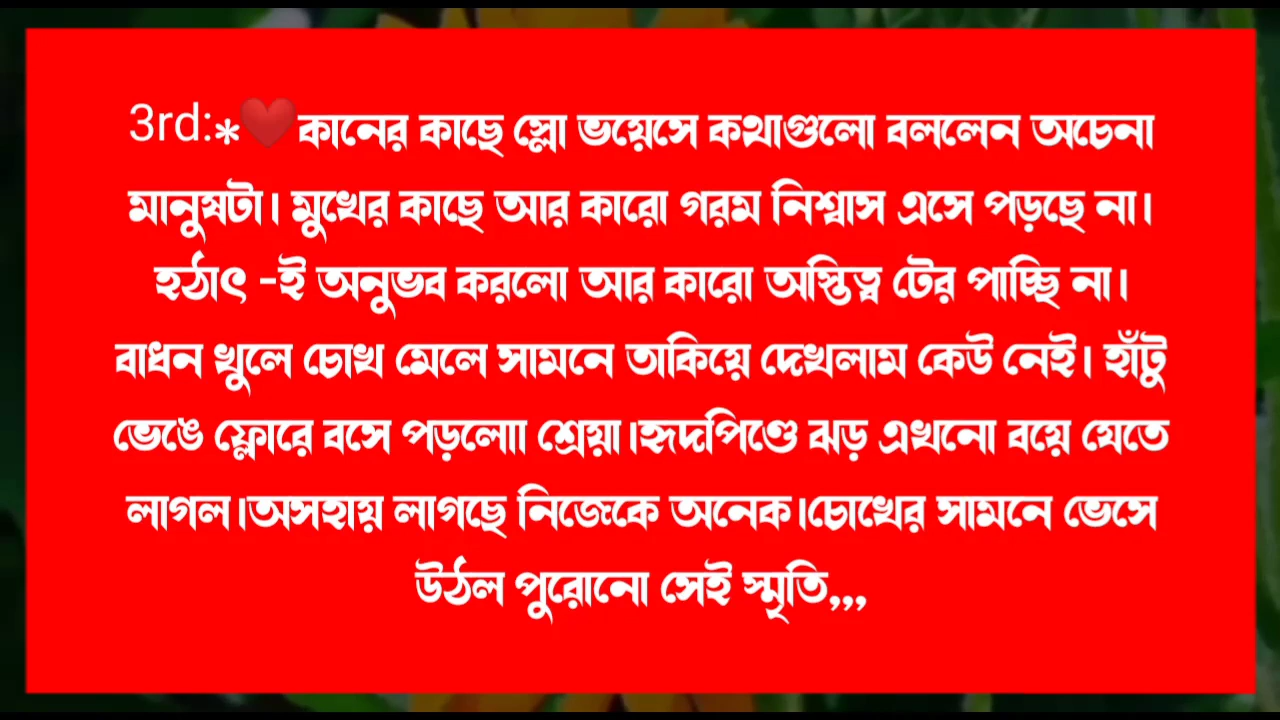 3rd:*❤️কানের কাছে স্লো ভয়েসে কথাগুলো বললেন অচেনা
মানুষটা। মুখের কাছে আর কারো গরম নিশ্বাস এসে পড়ছে না।
হঠাৎ -ই অনুভব করলো আর কারো অস্তিত্ব টের পাচ্ছি না।
বাধন খুলে চোখ মেলে সামনে তাকিয়ে দেখলাম কেউ নেই। হাঁটু
ভেঙে ফ্লোরে বসে পড়লোা শ্রেয়া।হৃদপিণ্ডে ঝড় এখনো বয়ে যেতে
লাগল।অসহায় লাগছে নিজেকে অনেক।চোখের সামনে ভেসে
উঠল পুরোনো সেই স্মৃতি,,,